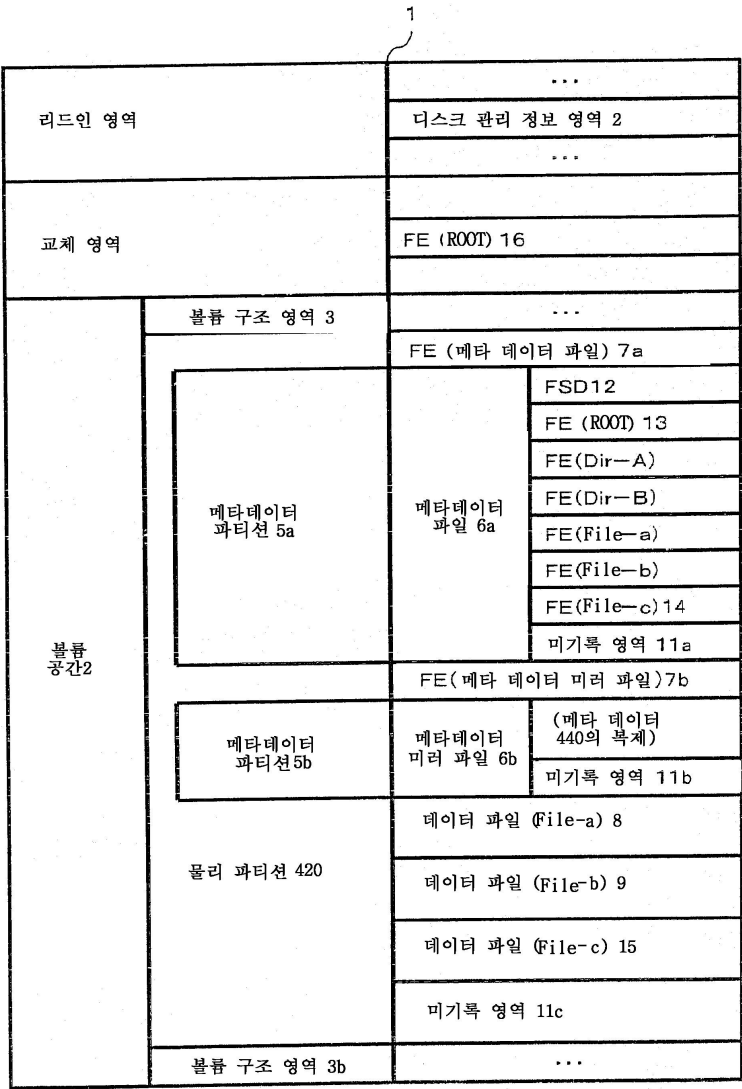 1
...
리드인 영역
디스크 관리 정보 영역 2
...
교체 영역
FE (ROOT) 16
볼륨 구조 영역 3
...
FE (메타 데이터 파일) 7a
FSD12
FE (ROOT) 13
FE(Dir-A)
FE(Dir-B)
메타데이터
파티션 5a
메타데이터
파일 6a
FE(File-a)
FE(File-b)
FE(File-c)14
볼륨
공간2
미기록 영역 11a
FE(메타 데이터 미러 파일)7b
메타데이터
파티션5b
메타데이터
미러 파일 6b
(메타 데이터
440의 복제)
미기록 영역 11b
데이터 파일 (File-a) 8
물리 파티션 420
데이터 파일 (File-b) 9
데이터 파일 (File-c) 15
미기록 영역 11c
볼륨 구조 영역 3b
...